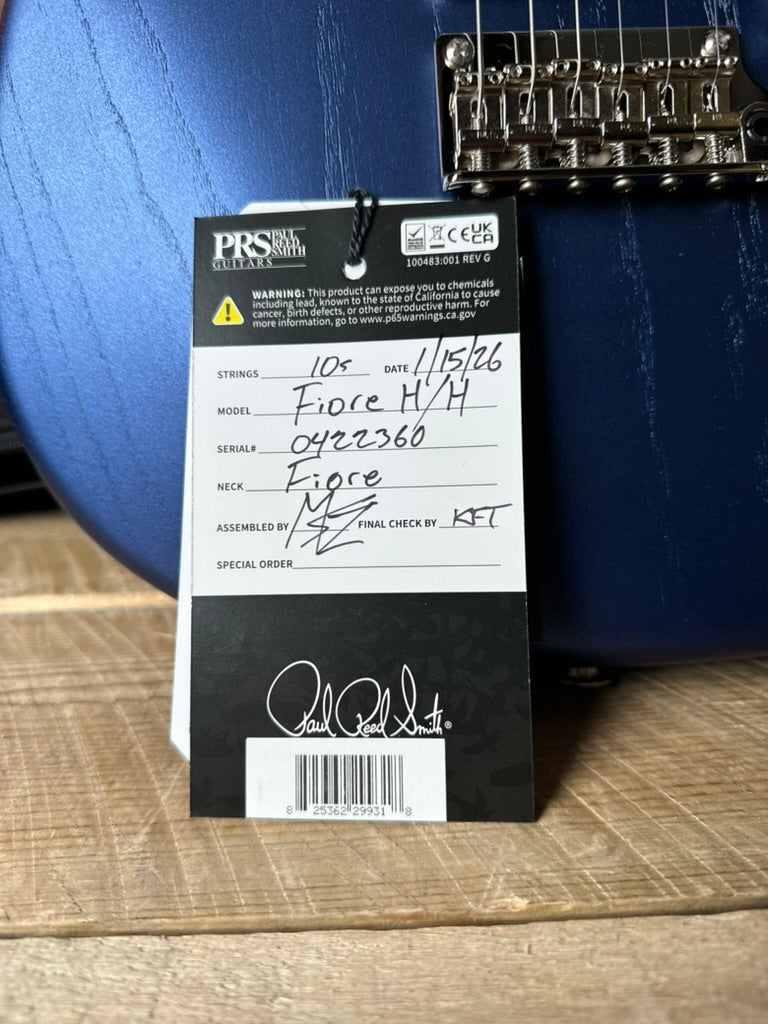 PRS PAUL REED SMITH
GUITARS
CE UKCA
100483:001 REV G
WARNING: This product can expose you to chemicals
including lead, known to the state of California to cause
cancer, birth defects, or other reproductive harm. For
more information, go to www.p65warnings.ca.gov
STRINGS 10s DATE 1/15/26
MODEL Fiore H/H
SERIAL# 0422360
NECK Fiore
ASSEMBLED BY FINAL CHECK BY KFT
SPECIAL ORDER
Paul Reed Smith®
8 25362 29931 8